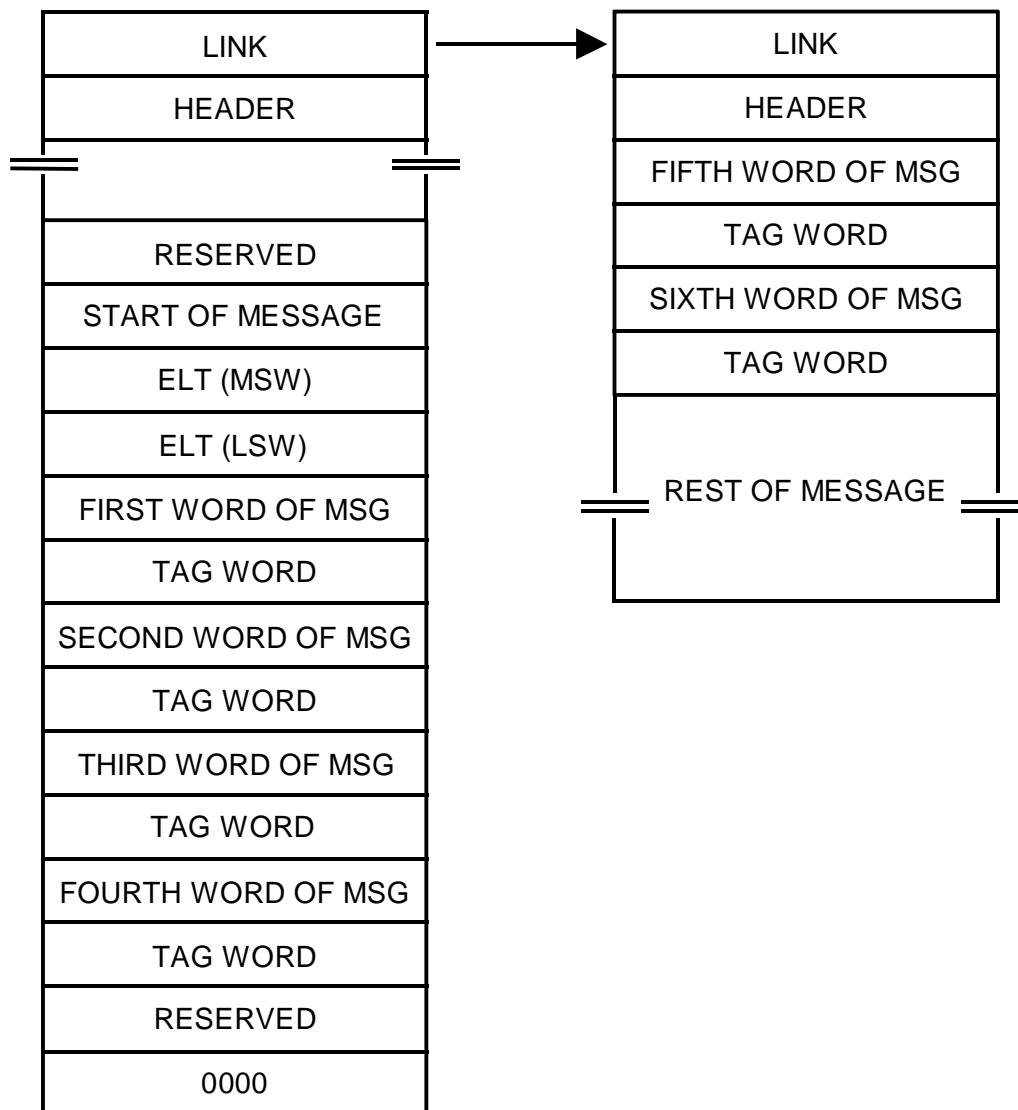 LINK
HEADER
RESERVED
START OF MESSAGE
ELT (MSW)
ELT (LSW)
FIRST WORD OF MSG
TAG WORD
SECOND WORD OF MSG
TAG WORD
THIRD WORD OF MSG
TAG WORD
FOURTH WORD OF MSG
TAG WORD
RESERVED
0000
LINK
HEADER
FIFTH WORD OF MSG
TAG WORD
SIXTH WORD OF MSG
TAG WORD
REST OF MESSAGE